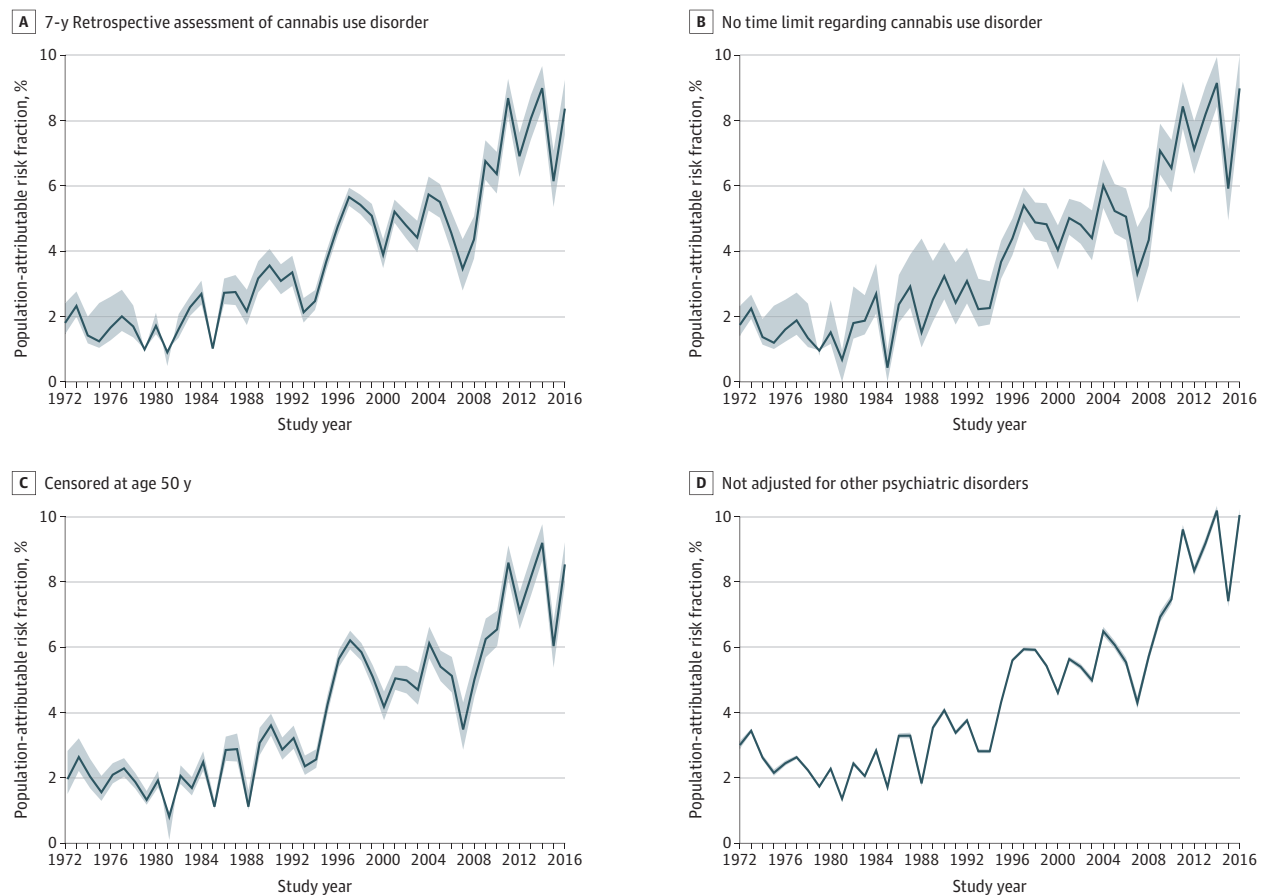 A 7-y Retrospective assessment of cannabis use disorder
10
8
6
4
2
0
Population-attributable risk fraction, %
1972 1976 1980 1984 1988 1992 1996 2000 2004 2008 2012 2016
Study year
B No time limit regarding cannabis use disorder
10
8
6
4
2
0
Population-attributable risk fraction, %
1972 1976 1980 1984 1988 1992 1996 2000 2004 2008 2012 2016
Study year
C Censored at age 50 y
10
8
6
4
2
0
Population-attributable risk fraction, %
1972 1976 1980 1984 1988 1992 1996 2000 2004 2008 2012 2016
Study year
D Not adjusted for other psychiatric disorders
10
8
6
4
2
0
Population-attributable risk fraction, %
1972 1976 1980 1984 1988 1992 1996 2000 2004 2008 2012 2016
Study year